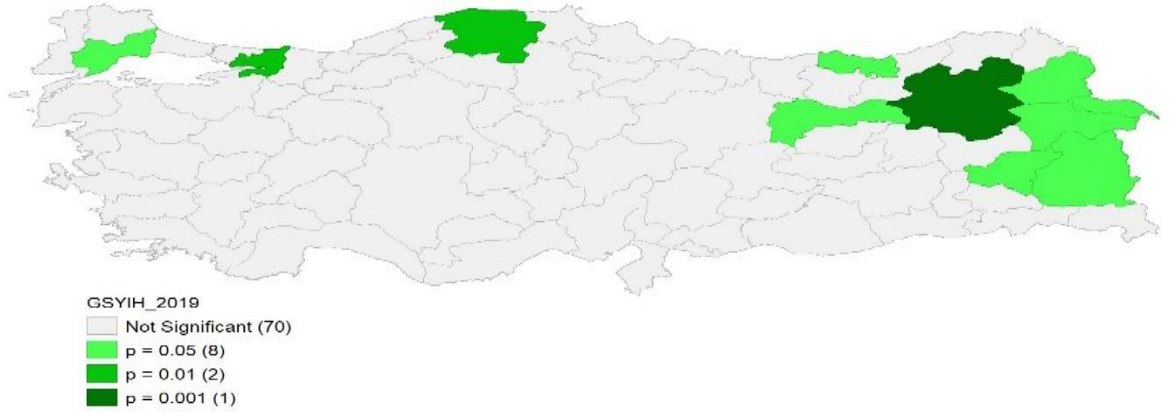 GSYIH_2019
Not Significant (70)
p = 0.05 (8)
p = 0.01 (2)
p = 0.001 (1)